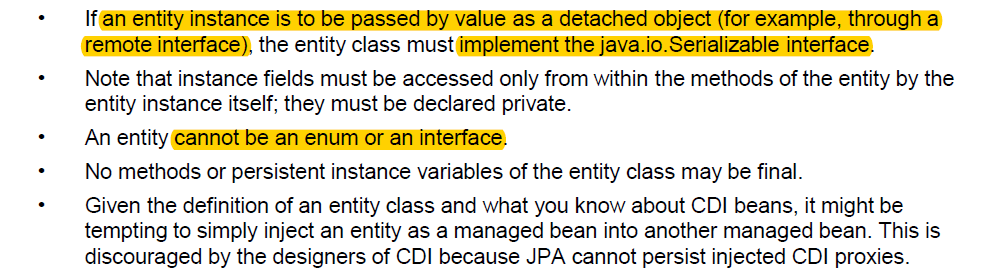 • If an entity instance is to be passed by value as a detached object (for example, through a
remote interface), the entity class must implement the java.io.Serializable interface.
• Note that instance fields must be accessed only from within the methods of the entity by the
entity instance itself; they must be declared private.
• An entity cannot be an enum or an interface.
• No methods or persistent instance variables of the entity class may be final.
• Given the definition of an entity class and what you know about CDI beans, it might be
tempting to simply inject an entity as a managed bean into another managed bean. This is
discouraged by the designers of CDI because JPA cannot persist injected CDI proxies.